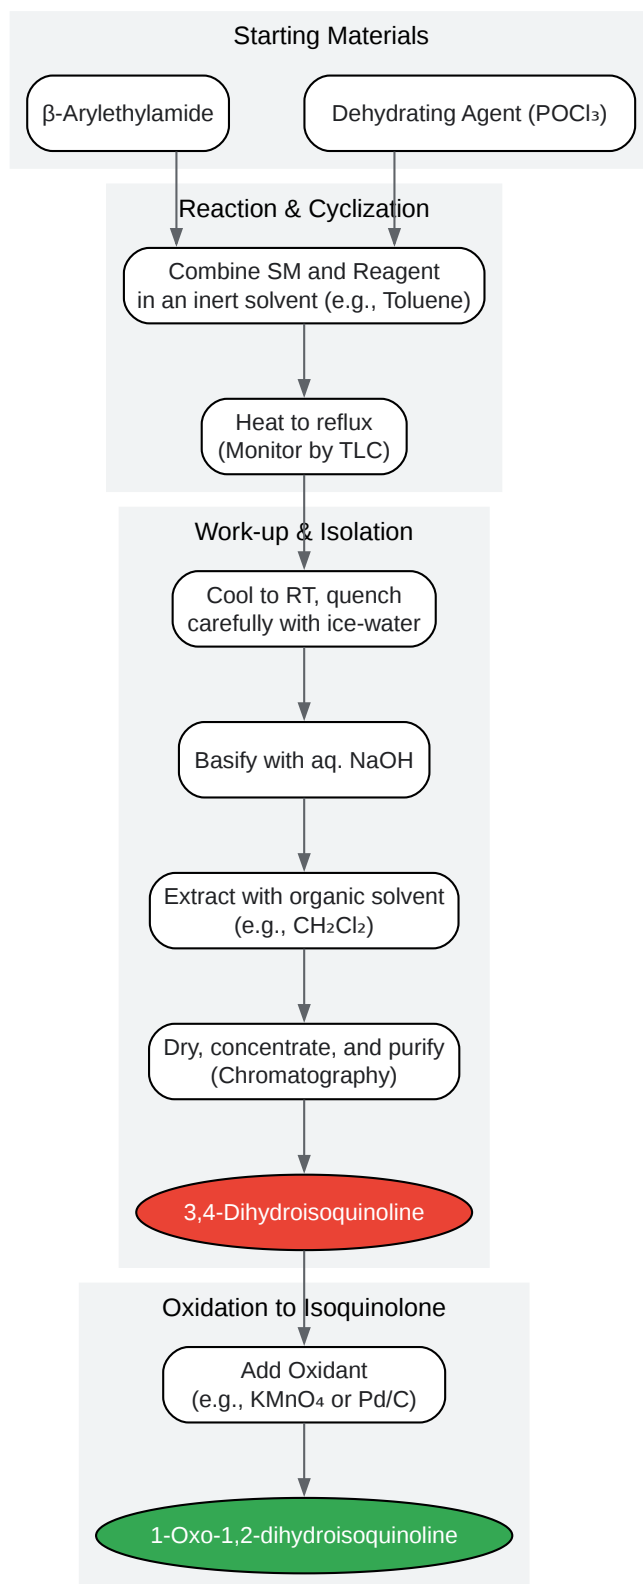 Starting Materials
β-Arylethylamide
Dehydrating Agent (POCl₃)
Reaction & Cyclization
Combine SM and Reagent
in an inert solvent (e.g., Toluene)
Heat to reflux
(Monitor by TLC)
Work-up & Isolation
Cool to RT, quench
carefully with ice-water
Basify with aq. NaOH
Extract with organic solvent
(e.g., CH₂Cl₂)
Dry, concentrate, and purify
(Chromatography)
3,4-Dihydroisoquinoline
Oxidation to Isoquinolone
Add Oxidant
(e.g., KMnO₄ or Pd/C)
1-Oxo-1,2-dihydroisoquinoline